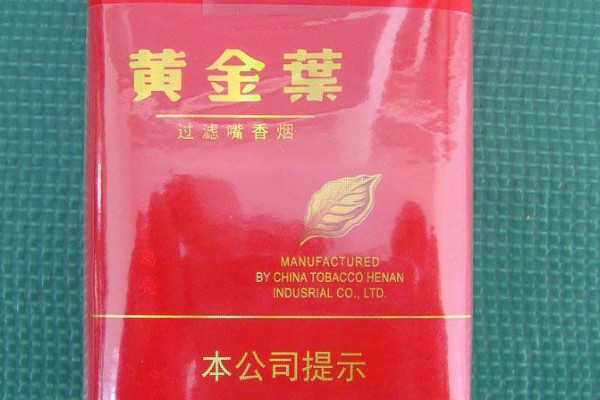 黄金葉
过滤嘴香烟
MANUFACTURED
BY CHINA TOBACCO HENAN
INDUSRIAL CO., LTD.
本公司提示